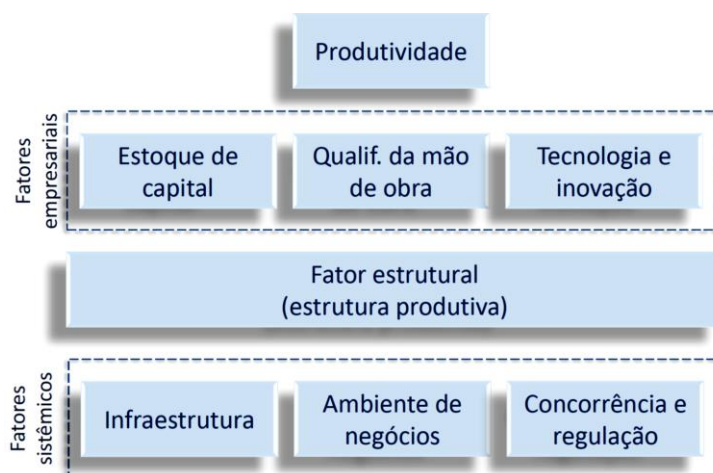 Produtividade
Fatores
empresariais
Estoque de
capital
Qualif. da mão
de obra
Tecnologia e
inovação
Fator estrutural
(estrutura produtiva)
Fatores
sistêmicos
Infraestrutura
Ambiente de
negócios
Concorrência e
regulação